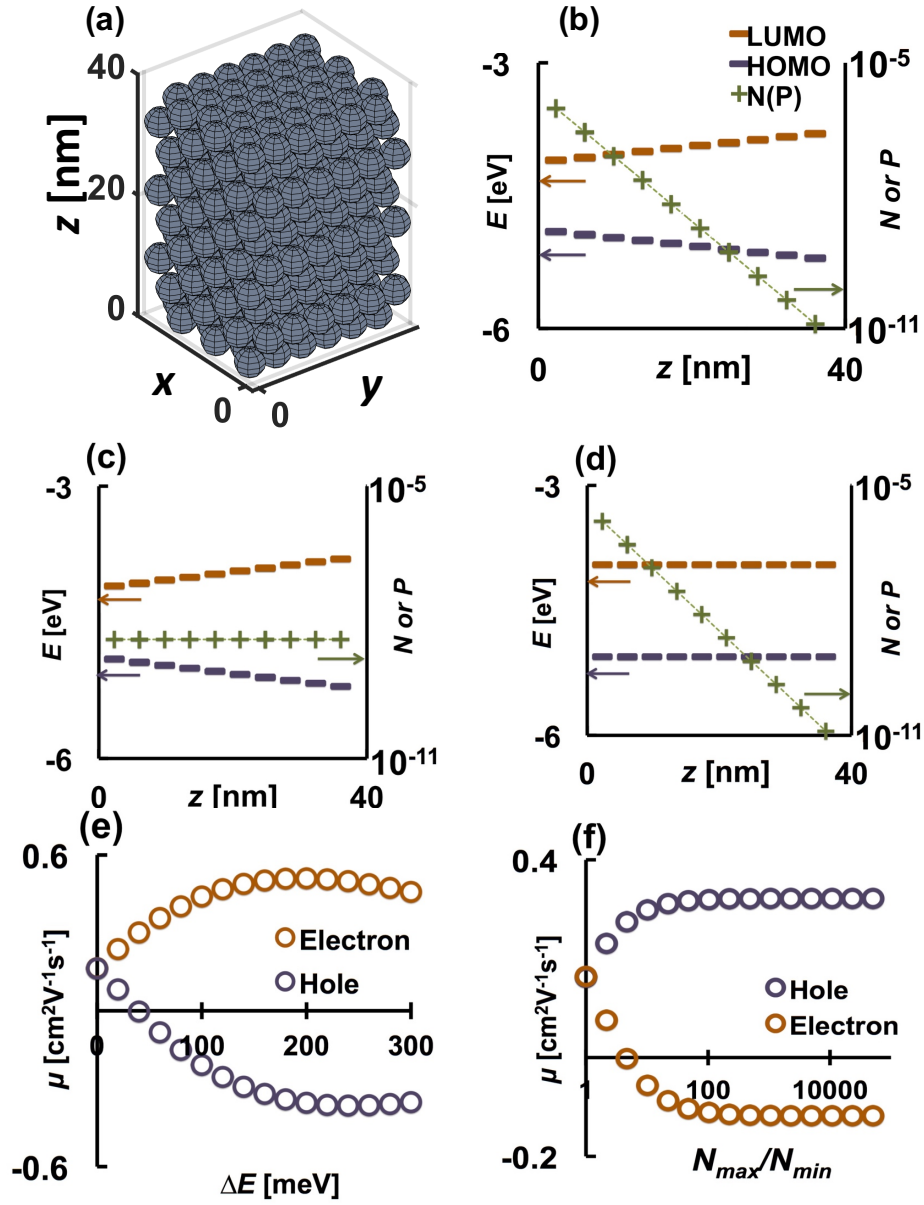 (a)
40
20
0
z [nm]
x
y
0
0
(b)
LUMO
HOMO
N(P)
-3
-6
E [eV]
10-5
10-11
N or P
0
z [nm]
40
(c)
-3
-6
E [eV]
10-5
10-11
N or P
0
z [nm]
40
(d)
-3
-6
E [eV]
10-5
10-11
N or P
0
z [nm]
40
(e)
0.6
-0.6
μ [cm2V-1s-1]
Electron
Hole
0
100
200
300
ΔE [meV]
(f)
0.4
-0.2
μ [cm2V-1s-1]
Hole
Electron
1
100
10000
Nmax/Nmin